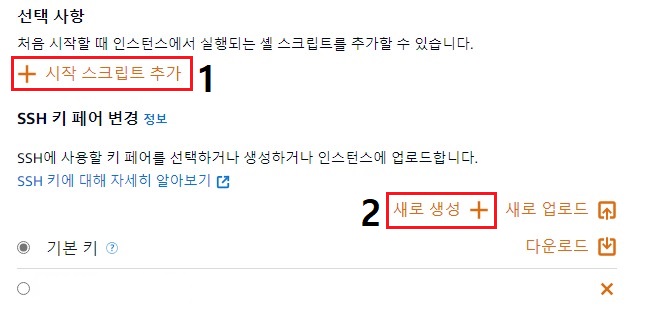 선택 사항
처음 시작할 때 인스턴스에서 실행되는 셸 스크립트를 추가할 수 있습니다.
+ 시작 스크립트 추가 1
SSH 키 페어 변경 정보
SSH에 사용할 키 페어를 선택하거나 생성하거나 인스턴스에 업로드합니다.
SSH 키에 대해 자세히 알아보기
2 새로 생성 + 새로 업로드
기본 키 ? 다운로드